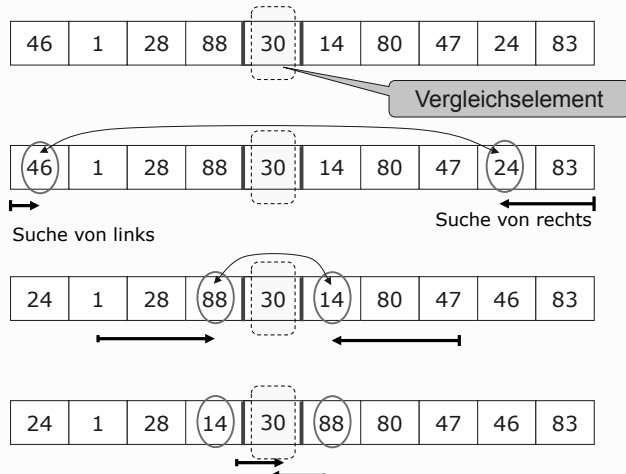 46 1 28 88 30 14 80 47 24 83
Vergleichselement
46 1 28 88 30 14 80 47 24 83
Suche von links
Suche von rechts
24 1 28 88 30 14 80 47 46 83
24 1 28 14 30 88 80 47 46 83